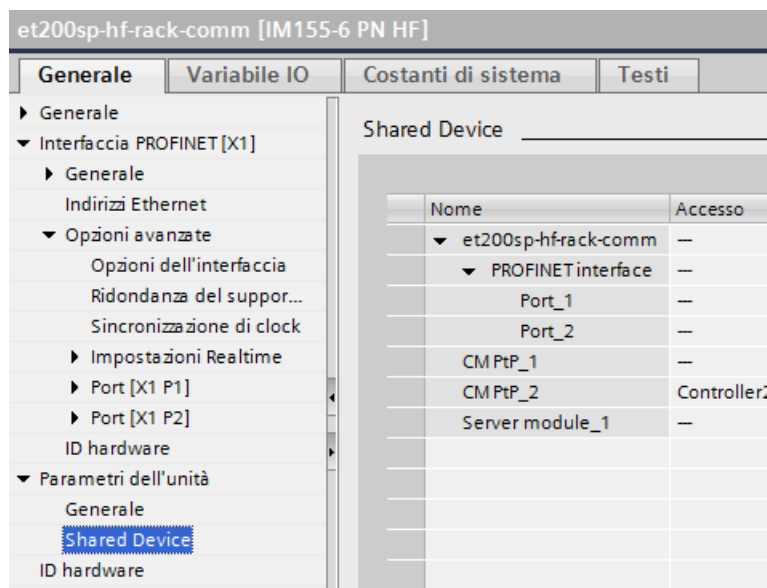 et200sp-hf-rack-comm [IM155-6 PN HF]
Generale Variabile IO Costanti di sistema Testi
Generale
Interfaccia PROFINET [X1]
Generale
Indirizzi Ethernet
Opzioni avanzate
Opzioni dell'interfaccia
Ridondanza del suppor...
Sincronizzazione di clock
Impostazioni Realtime
Port [X1 P1]
Port [X1 P2]
ID hardware
Parametri dell'unità
Generale
Shared Device
ID hardware
Shared Device
Nome Accesso
et200sp-hf-rack-comm ---
PROFINET interface ---
Port_1 ---
Port_2 ---
CM PtP_1 ---
CM PtP_2 Controller2
Server module_1 ---